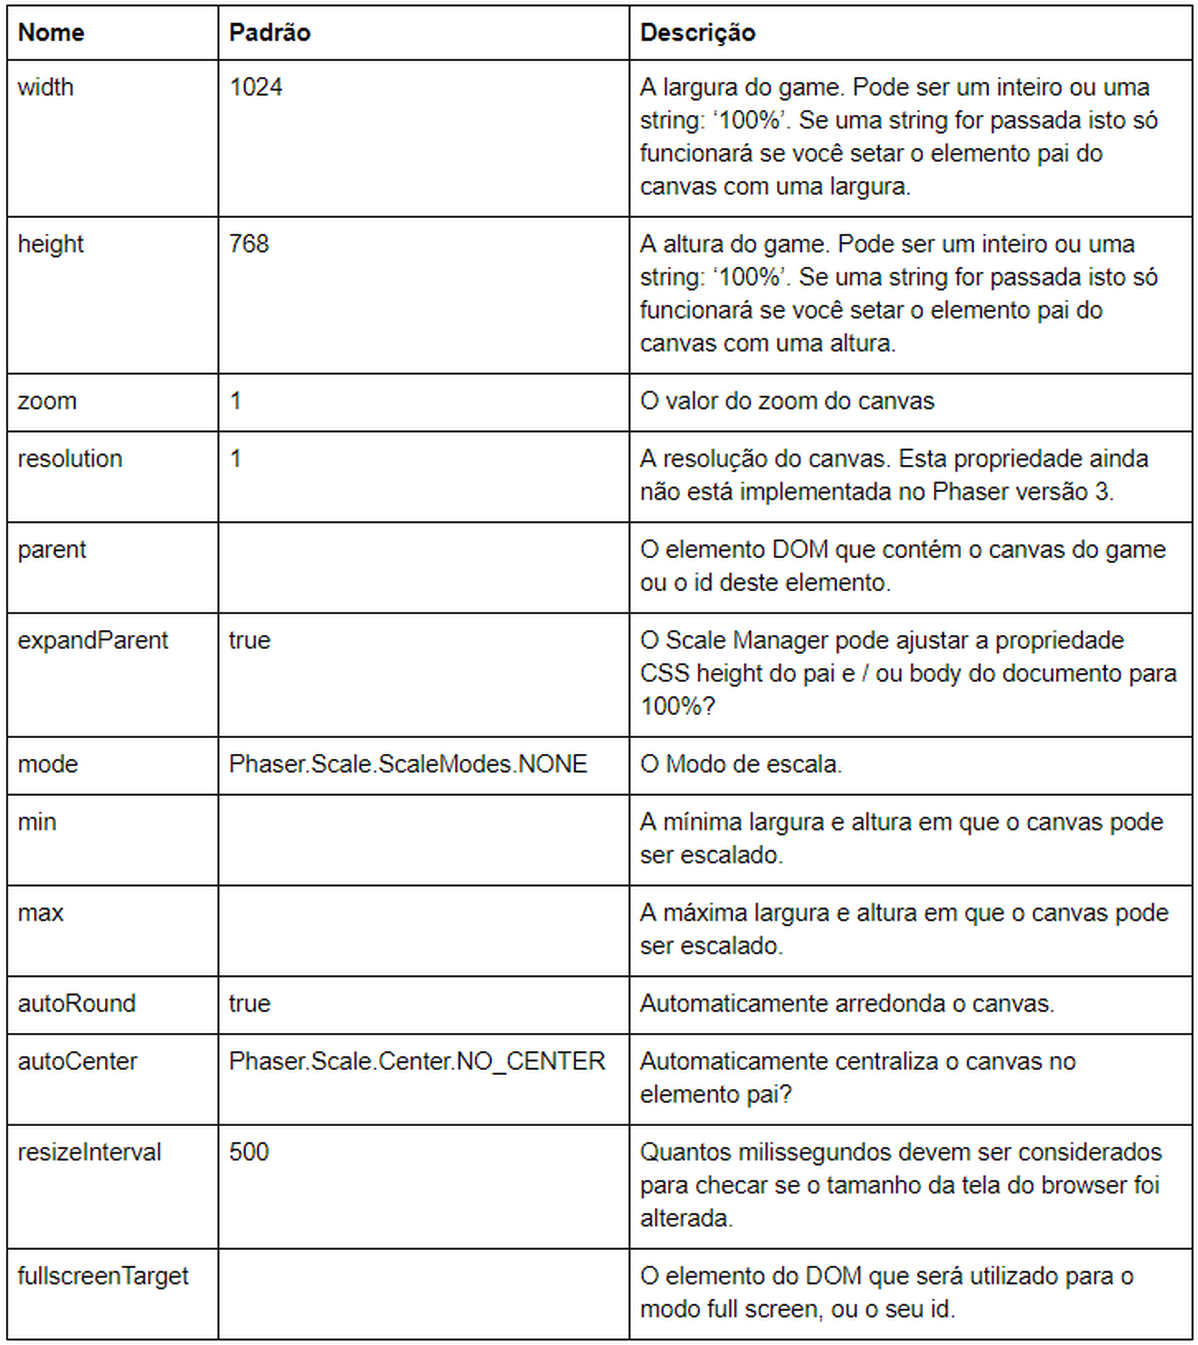 Nome Padrão Descrição
width 1024 A largura do game. Pode ser um inteiro ou uma
string: ‘100%’. Se uma string for passada isto só
funcionará se você setar o elemento pai do
canvas com uma largura.
height 768 A altura do game. Pode ser um inteiro ou uma
string: ‘100%’. Se uma string for passada isto só
funcionará se você setar o elemento pai do
canvas com uma altura.
zoom 1 O valor do zoom do canvas
resolution 1 A resolução do canvas. Esta propriedade ainda
não está implementada no Phaser versão 3.
parent O elemento DOM que contém o canvas do game
ou o id deste elemento.
expandParent true O Scale Manager pode ajustar a propriedade
CSS height do pai e / ou body do documento para
100%?
mode Phaser.Scale.ScaleModes.NONE O Modo de escala.
min A mínima largura e altura em que o canvas pode
ser escalado.
max A máxima largura e altura em que o canvas pode
ser escalado.
autoRound true Automaticamente arredonda o canvas.
autoCenter Phaser.Scale.Center.NO_CENTER Automaticamente centraliza o canvas no
elemento pai?
resizeInterval 500 Quantos milissegundos devem ser considerados
para checar se o tamanho da tela do browser foi
alterada.
fullscreenTarget O elemento do DOM que será utilizado para o
modo full screen, ou o seu id.